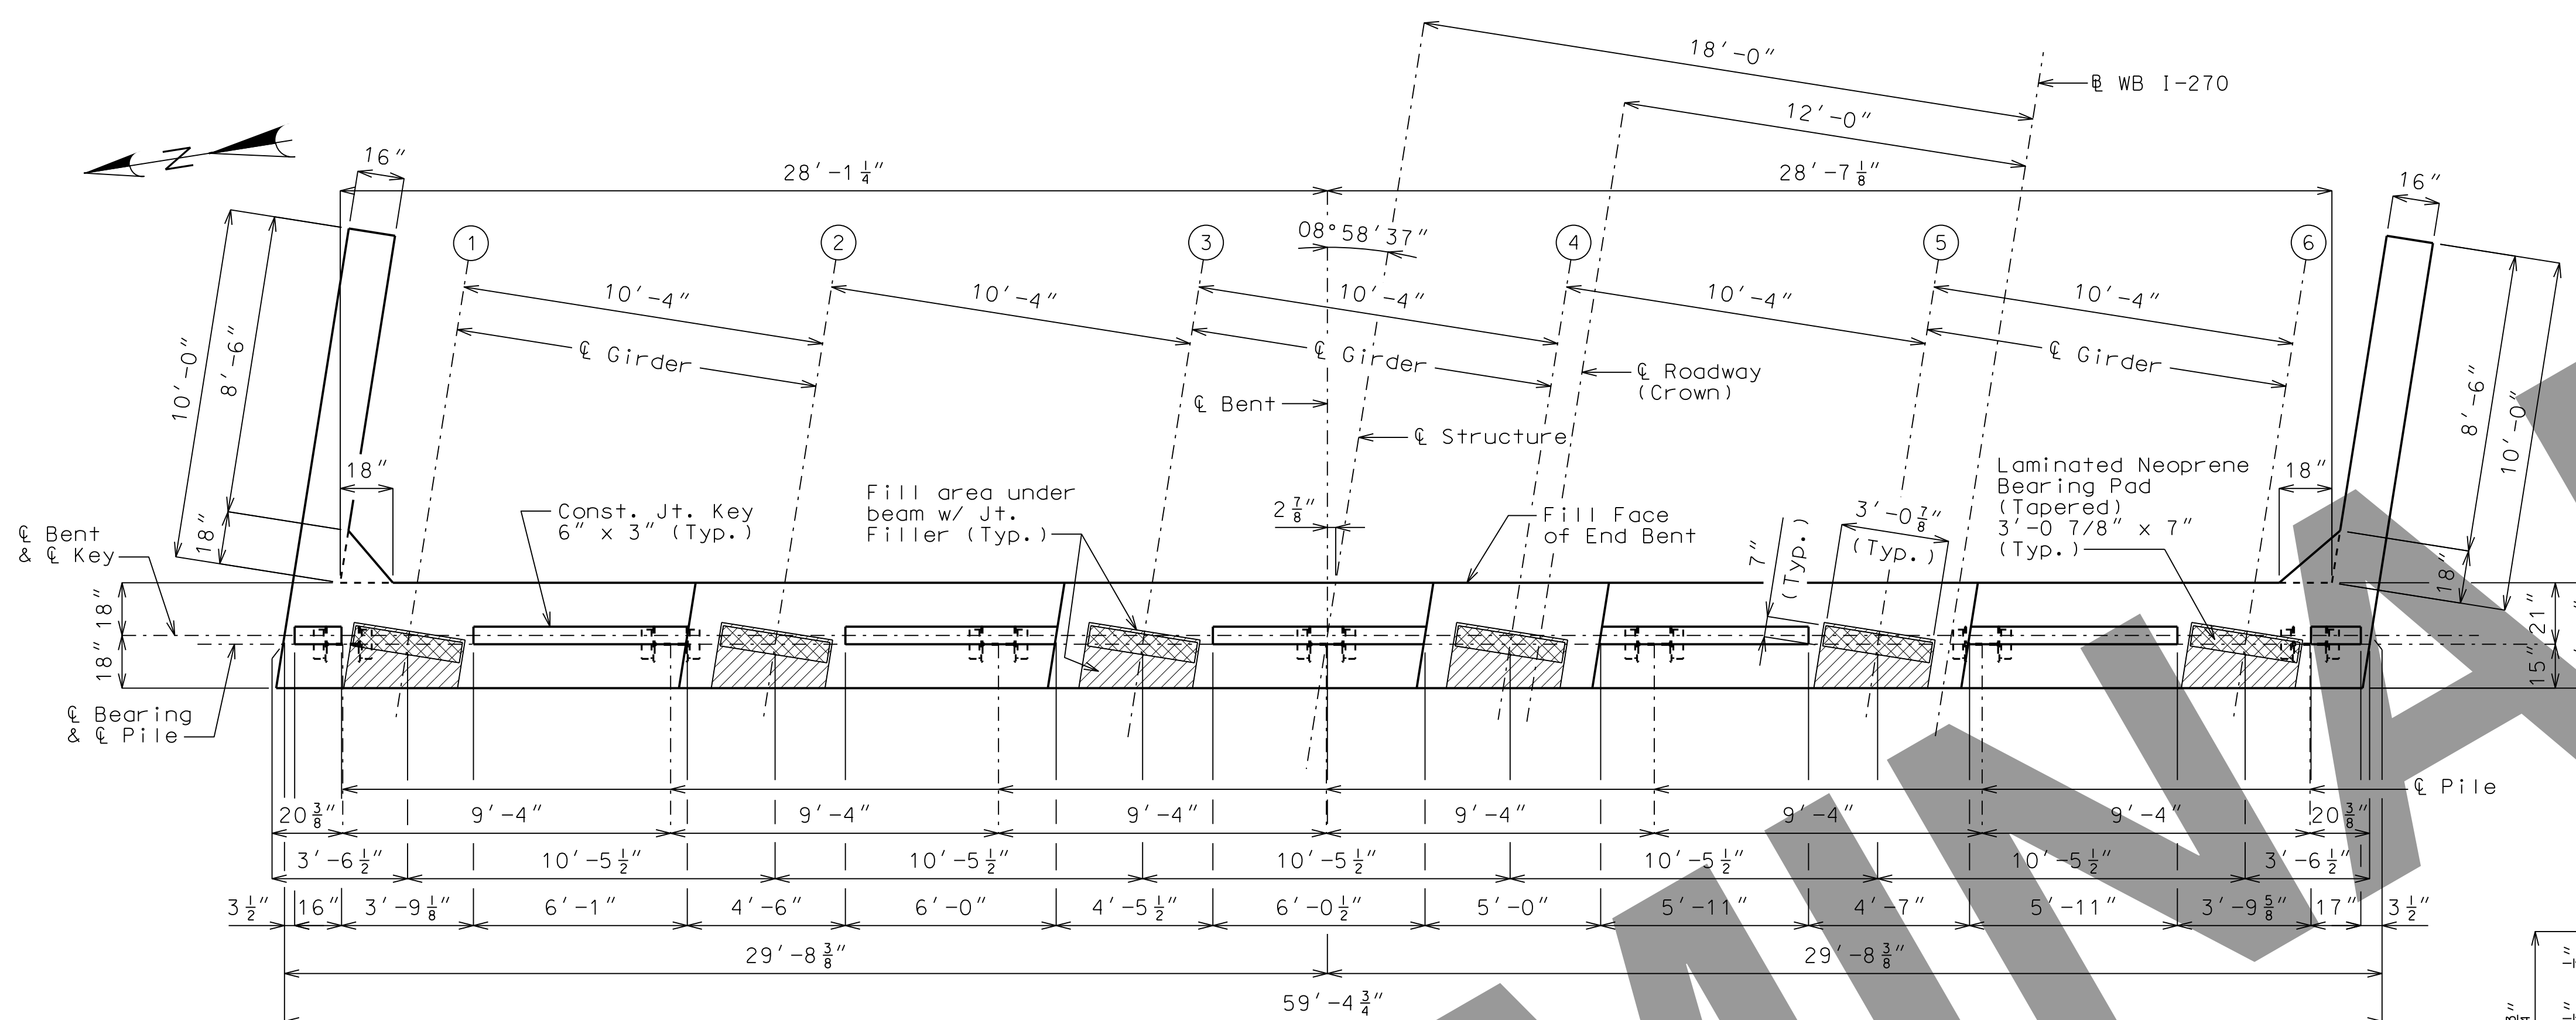 18'-0"
℄ WB I-270
12'-0"
N
16"
28'-1 1/4"
28'-7 1/8"
16"
1
2
3
08°58'37"
4
5
6
10'-4"
10'-4"
10'-4"
10'-4"
10'-4"
℄ Girder
℄ Girder
℄ Girder
10'-0"
8'-6"
18"
18"
℄ Roadway
(Crown)
℄ Bent
℄ Structure
8'-6"
10'-0"
18"
18"
Const. Jt. Key
6" x 3" (Typ.)
Fill area under
beam w/ Jt.
Filler (Typ.)
2 7/8"
Fill Face
of End Bent
7"
(Typ.)
3'-0 7/8"
(Typ.)
Laminated Neoprene
Bearing Pad
(Tapered)
3'-0 7/8" x 7"
(Typ.)
℄ Bent
& ℄ Key
18"
18"
21"
15"
℄ Bearing
& ℄ Pile
℄ Pile
20 3/8"
9'-4"
9'-4"
9'-4"
9'-4"
9'-4"
9'-4"
20 3/8"
3'-6 1/2"
10'-5 1/2"
10'-5 1/2"
10'-5 1/2"
10'-5 1/2"
10'-5 1/2"
3'-6 1/2"
3 1/2"
16"
3'-9 1/8"
6'-1"
4'-6"
6'-0"
4'-5 1/2"
6'-0 1/2"
5'-0"
5'-11"
4'-7"
5'-11"
3'-9 5/8"
17"
3 1/2"
29'-8 3/8"
29'-8 3/8"
59'-4 3/4"